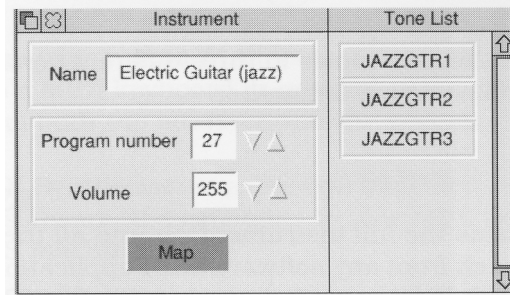 Instrument
Tone List
Name Electric Guitar (jazz)
Program number 27
Volume 255
Map
JAZZGTR1
JAZZGTR2
JAZZGTR3